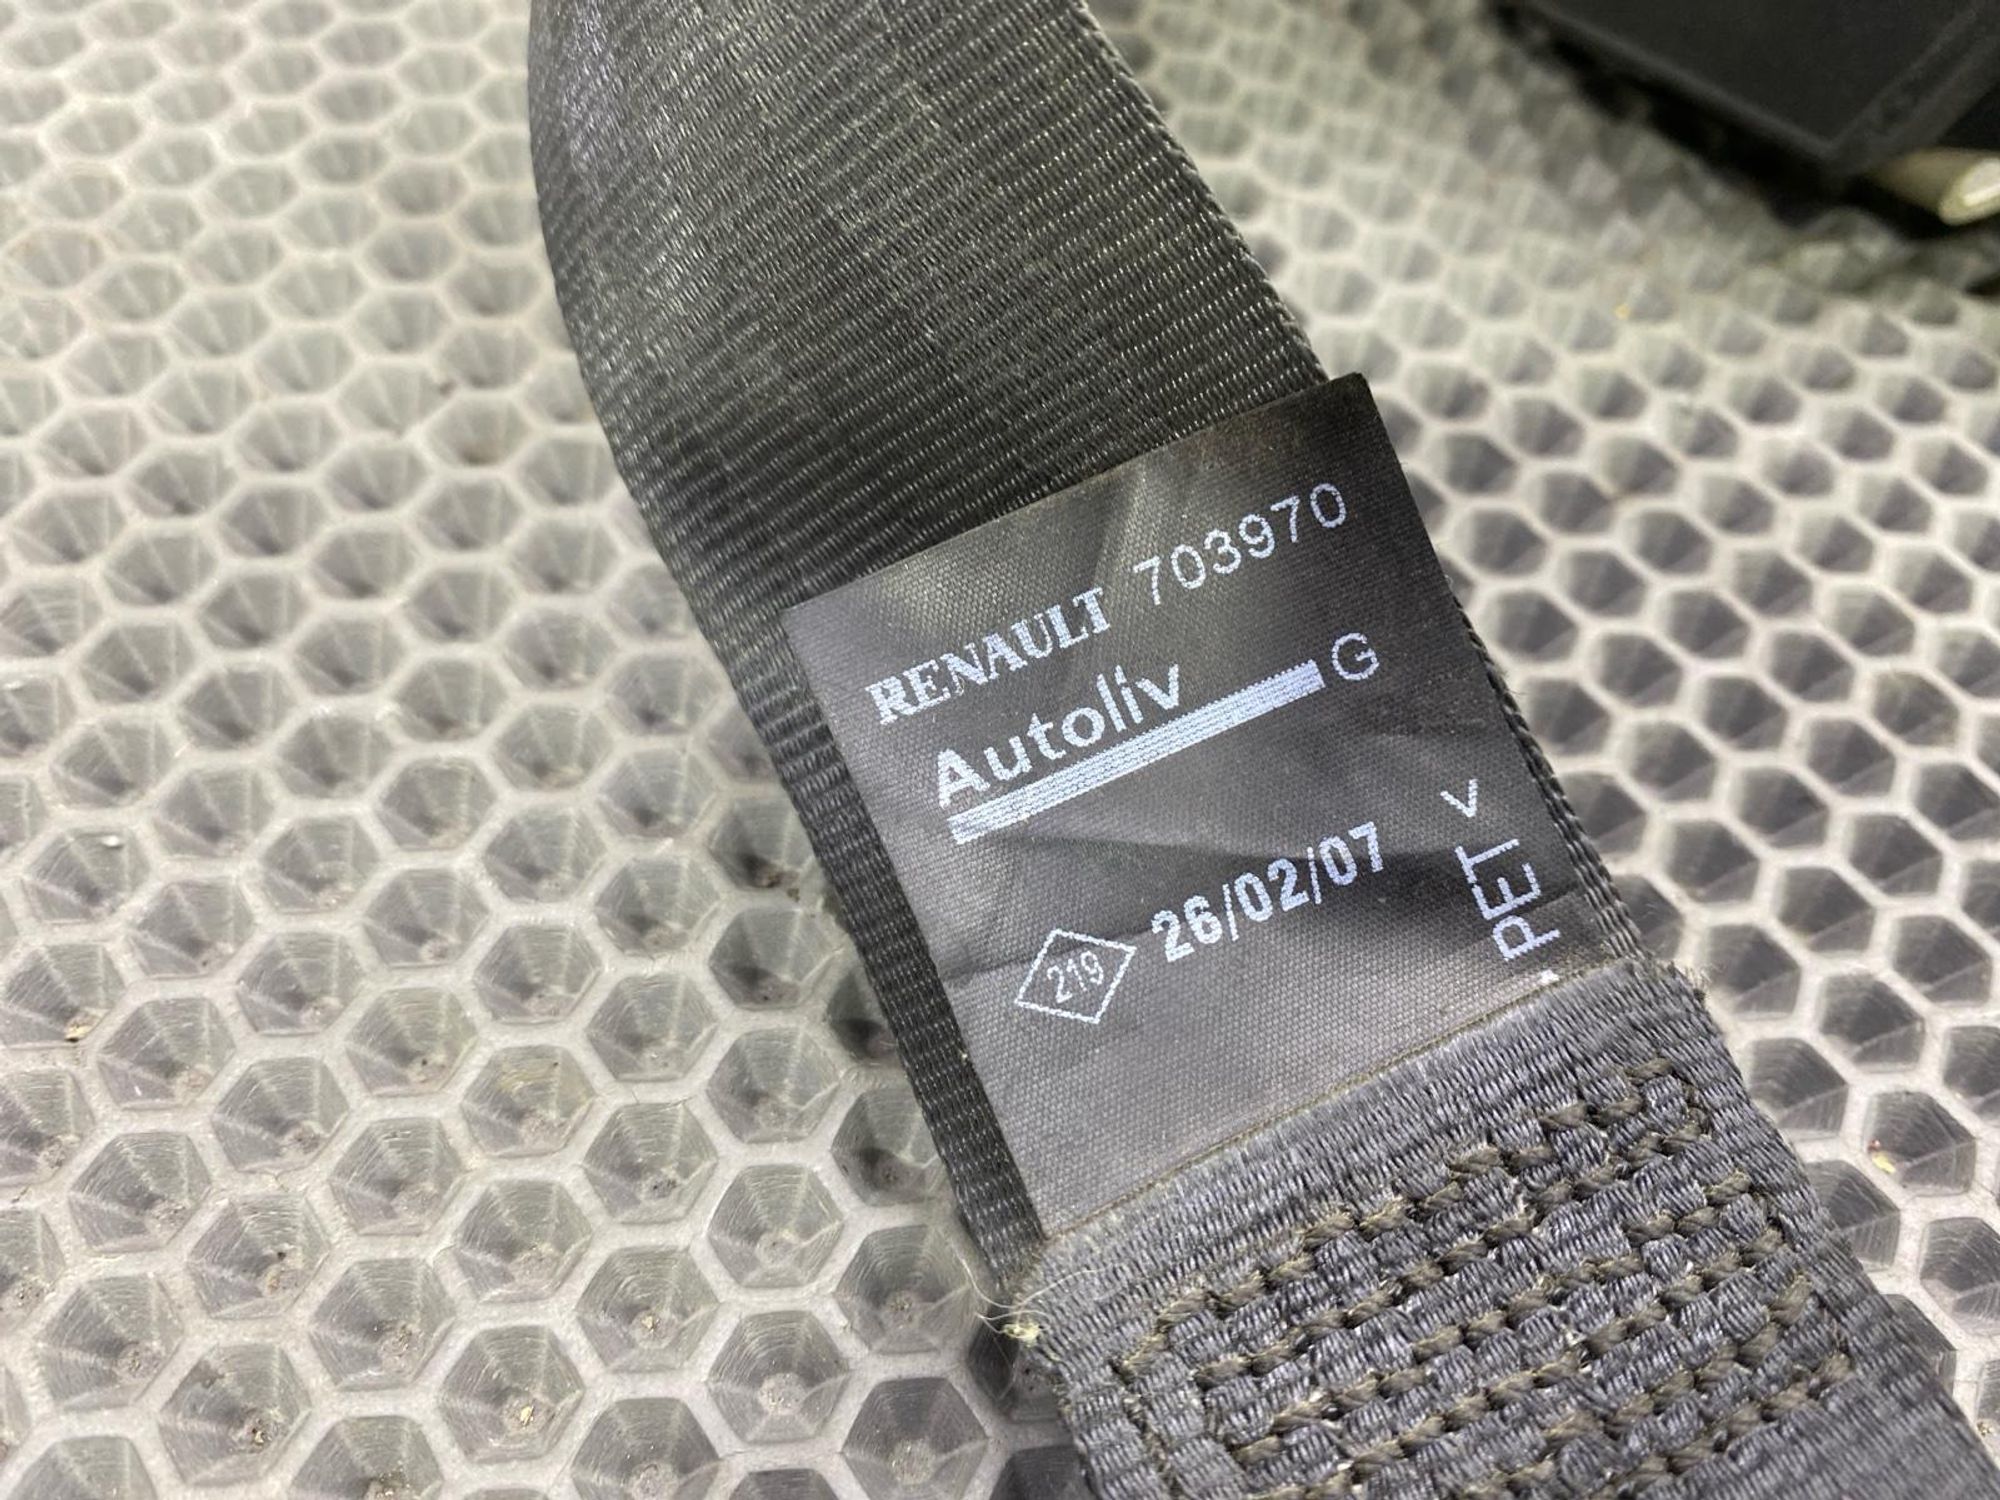 RENAULT 703970
Autoliv G
219 26/02/07
PET <